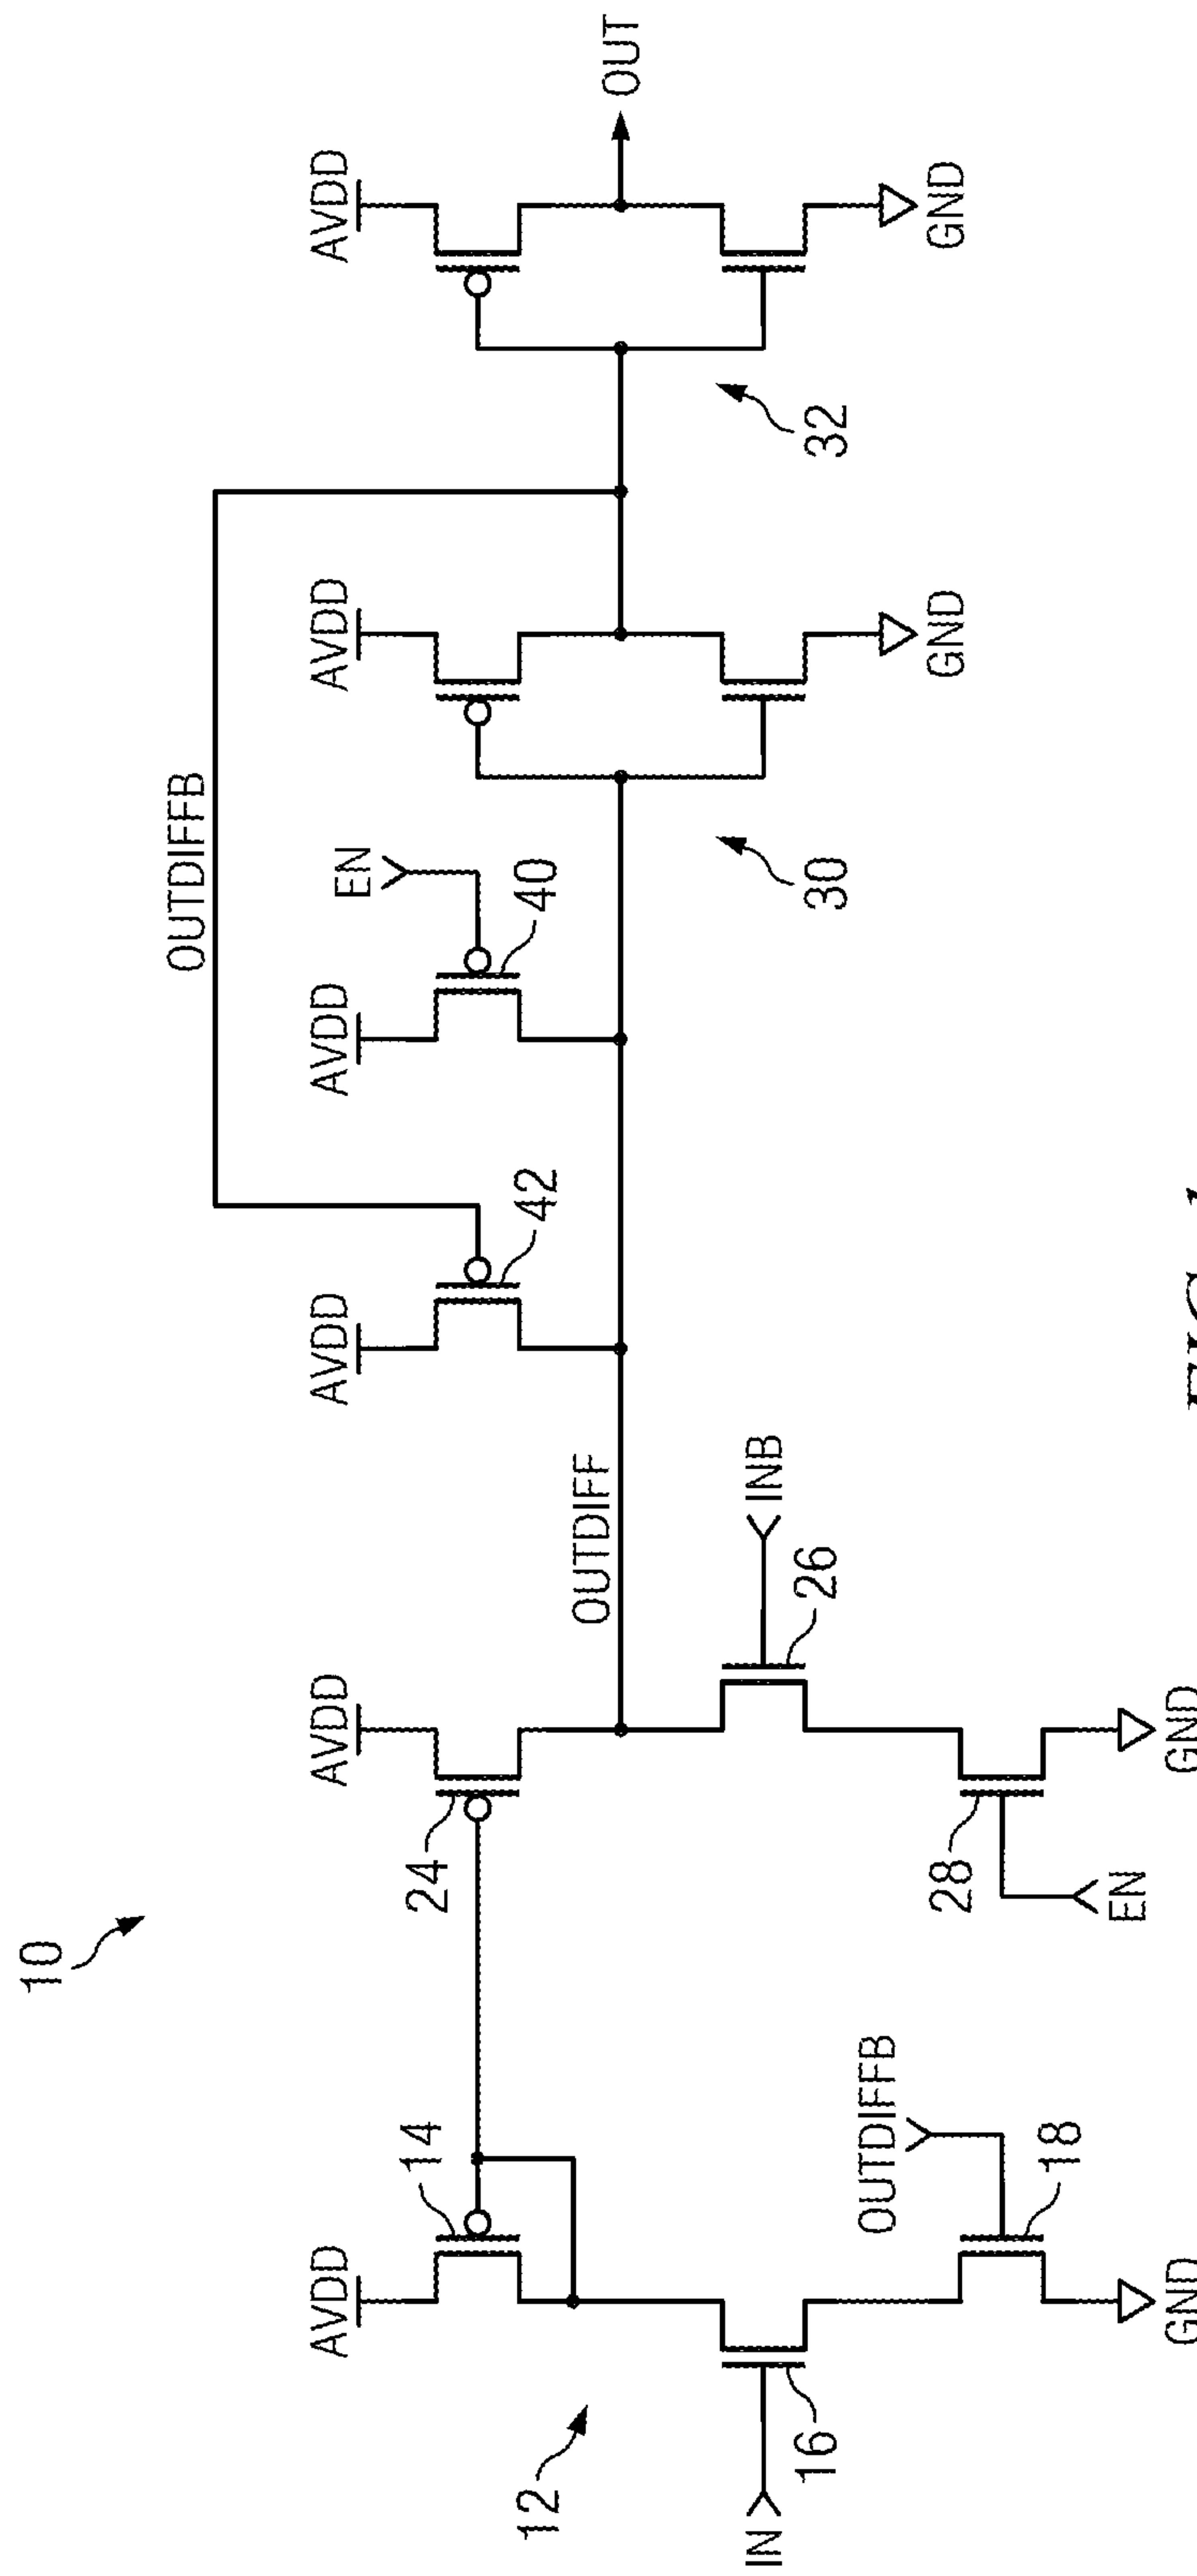 10
OUTDIFFB
AVDD
AVDD
AVDD
AVDD
EN
AVDD
AVDD
14
24
12
42
40
OUTDIFF
OUT
IN
INB
16
26
30
32
OUTDIFFB
28
GND
GND
18
EN
GND
GND